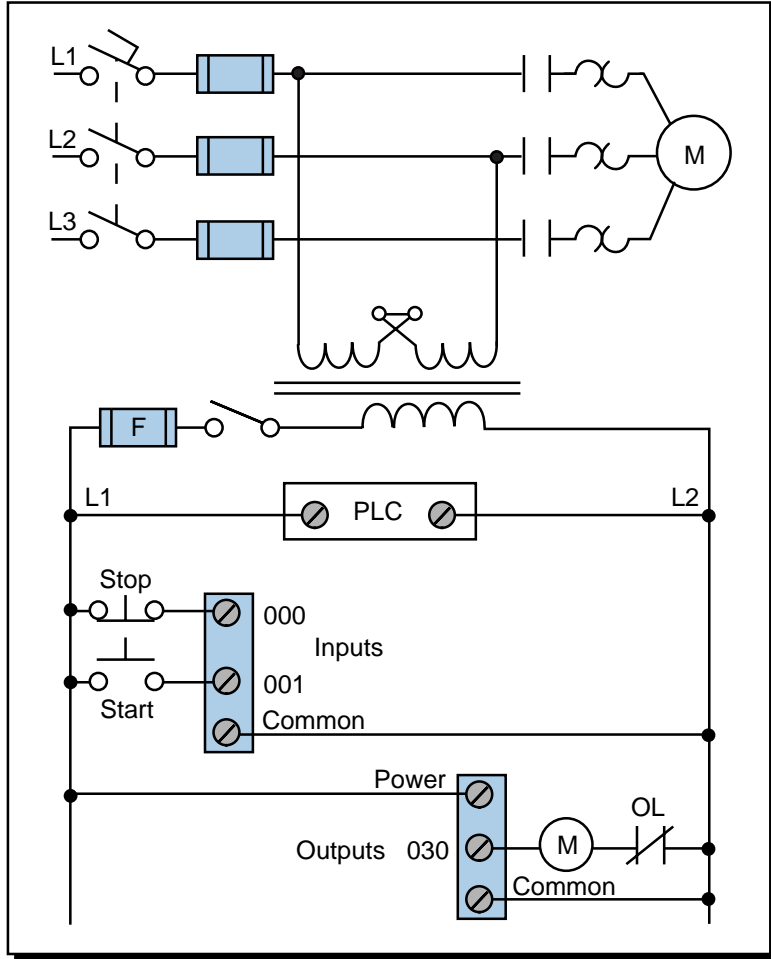 L1
L2
M
L3
F
L1
PLC
L2
Stop
000
Inputs
001
Start
Common
Power
OL
Outputs 030
M
Common